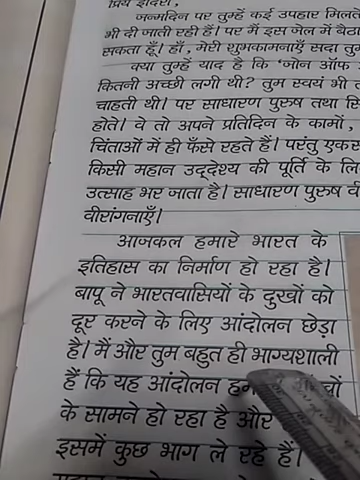 प्रिय इंदिरा,
जन्मदिन पर तुम्हें कई उपहार मिलते
भी दी जाती रही हैं। पर मैं इस जेल में बैठा
सकता हूँ। हाँ, मेरी शुभकामनाएँ सदा
क्या तुम्हें याद है कि 'जोन ऑफ
कितनी अच्छी लगी थी? तुम स्वयं भी
चाहती थी। पर साधारण पुरुष तथा
होते। वे तो अपने प्रतिदिन के कामों,
चिंताओं में ही फँसे रहते हैं। परंतु
किसी महान उद्देश्य की पूर्ति के
उत्साह भर जाता है। साधारण पुरुष
वीरांगनाएँ।
आजकल हमारे भारत के
इतिहास का निर्माण हो रहा है।
बापू ने भारतवासियों के दुखों को
दूर करने के लिए आंदोलन छेड़ा
है। मैं और तुम बहुत ही भाग्यशाली
हैं कि यह आंदोलन
के सामने हो रहा है और
इसमें कुछ भाग ले रहे हैं।